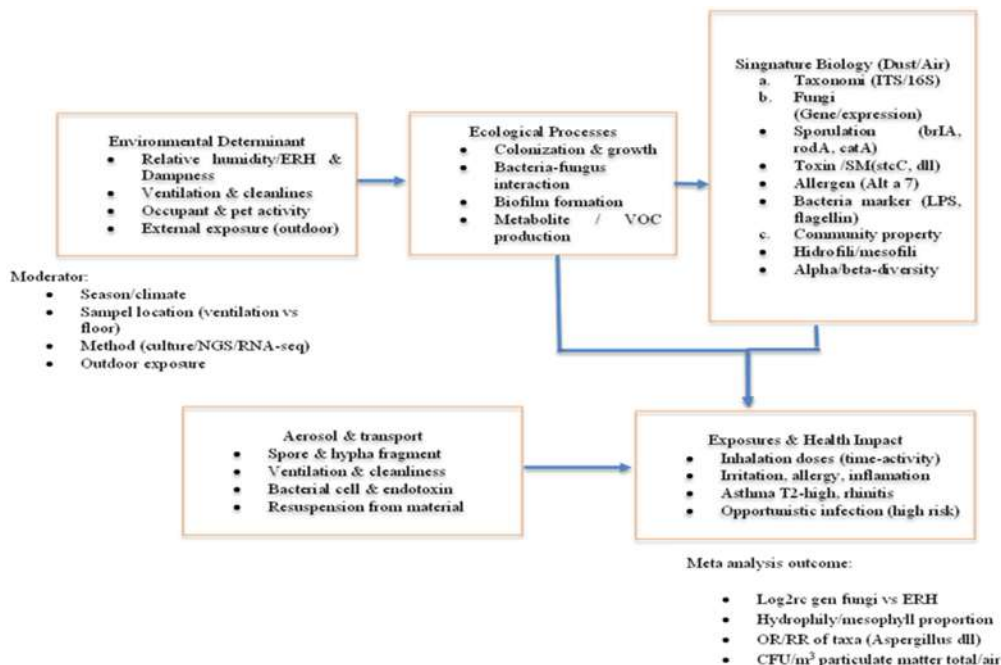 Environmental Determinant
• Relative humidity/ERH &
Dampness
• Ventilation & cleanlines
• Occupant & pet activity
• External exposure (outdoor)
Moderator:
• Season/climate
• Sampel location (ventilation vs
floor)
• Method (culture/NGS/RNA-seq)
• Outdoor exposure
Ecological Processes
• Colonization & growth
• Bacteria-fungus
interaction
• Biofilm formation
• Metabolite / VOC
production
Singnature Biology (Dust/Air)
a. Taxonomi (ITS/16S)
b. Fungi
(Gene/expression)
• Sporulation (brlA,
rodA, catA)
• Toxin /SM(stcC, dll)
• Allergen (Alt a 7)
• Bacteria marker (LPS,
flagellin)
c. Community property
• Hidrofili/mesofili
• Alpha/beta-diversity
Aerosol & transport
• Spore & hypha fragment
• Ventilation & cleanliness
• Bacterial cell & endotoxin
• Resuspension from material
Exposures & Health Impact
• Inhalation doses (time-activity)
• Irritation, allergy, inflamation
• Asthma T2-high, rhinitis
• Opportunistic infection (high risk)
Meta analysis outcome:
• Log2rc gen fungi vs ERH
• Hydrophily/mesophyll proportion
• OR/RR of taxa (Aspergillus dll)
• CFU/m³ particulate matter total/air